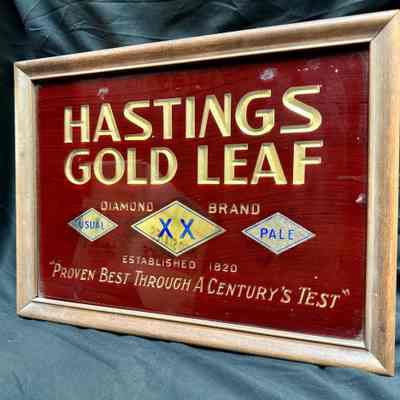 HASTINGS
GOLD LEAF
DIAMOND BRAND
USUAL XX PALE
ESTABLISHED 1820
"PROVEN BEST THROUGH A CENTURY'S TEST"